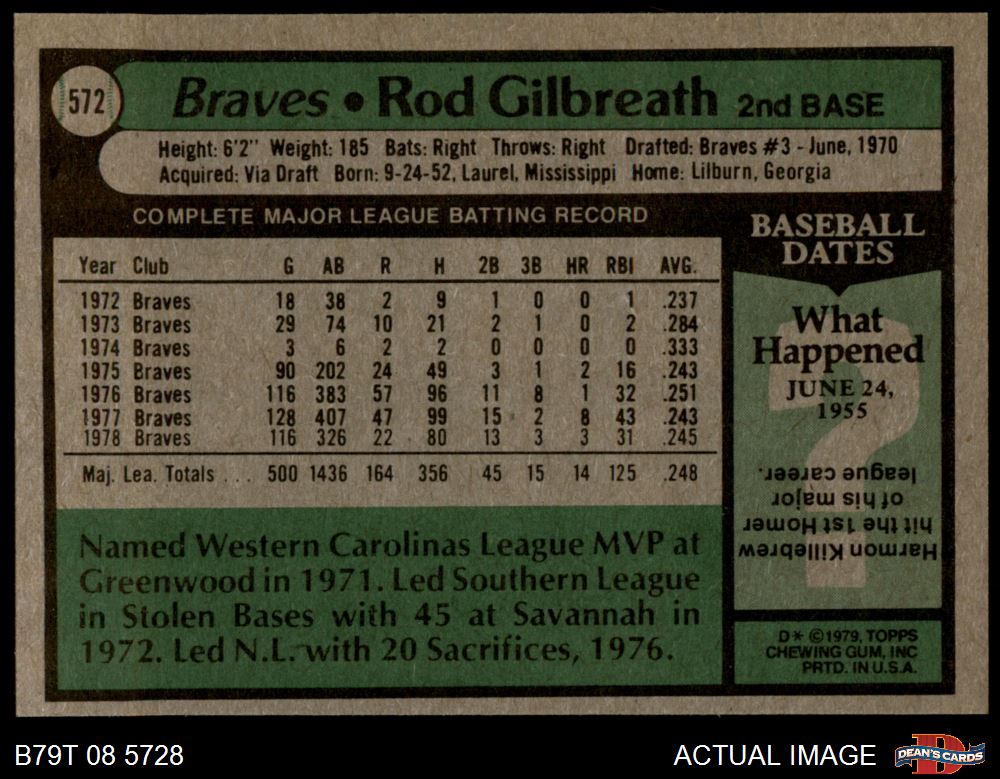 572
Braves • Rod Gilbreath 2nd BASE
Height: 6'2" Weight: 185 Bats: Right Throws: Right Drafted: Braves #3 - June, 1970
Acquired: Via Draft Born: 9-24-52, Laurel, Mississippi Home: Lilburn, Georgia
COMPLETE MAJOR LEAGUE BATTING RECORD
Year Club G AB R H 2B 3B HR RBI AVG.
1972 Braves 18 38 2 9 1 0 0 1 .237
1973 Braves 29 74 10 21 2 1 0 2 .284
1974 Braves 3 6 2 2 0 0 0 0 .333
1975 Braves 90 202 24 49 3 1 2 16 .243
1976 Braves 116 383 57 96 11 8 1 32 .251
1977 Braves 128 407 47 99 15 2 8 43 .243
1978 Braves 116 326 22 80 13 3 3 31 .245
Maj. Lea. Totals . . . 500 1436 164 356 45 15 14 125 .248
Named Western Carolinas League MVP at
Greenwood in 1971. Led Southern League
in Stolen Bases with 45 at Savannah in
1972. Led N.L. with 20 Sacrifices, 1976.
BASEBALL
DATES
What
Happened
JUNE 24,
1955
?
Harmon Killebrew
hit the 1st Homer
of his major
league career.
D* ©1979, TOPPS
CHEWING GUM, INC
PRTD. IN U.S.A.
B79T 08 5728
ACTUAL IMAGE
D
DEAN'S CARDS